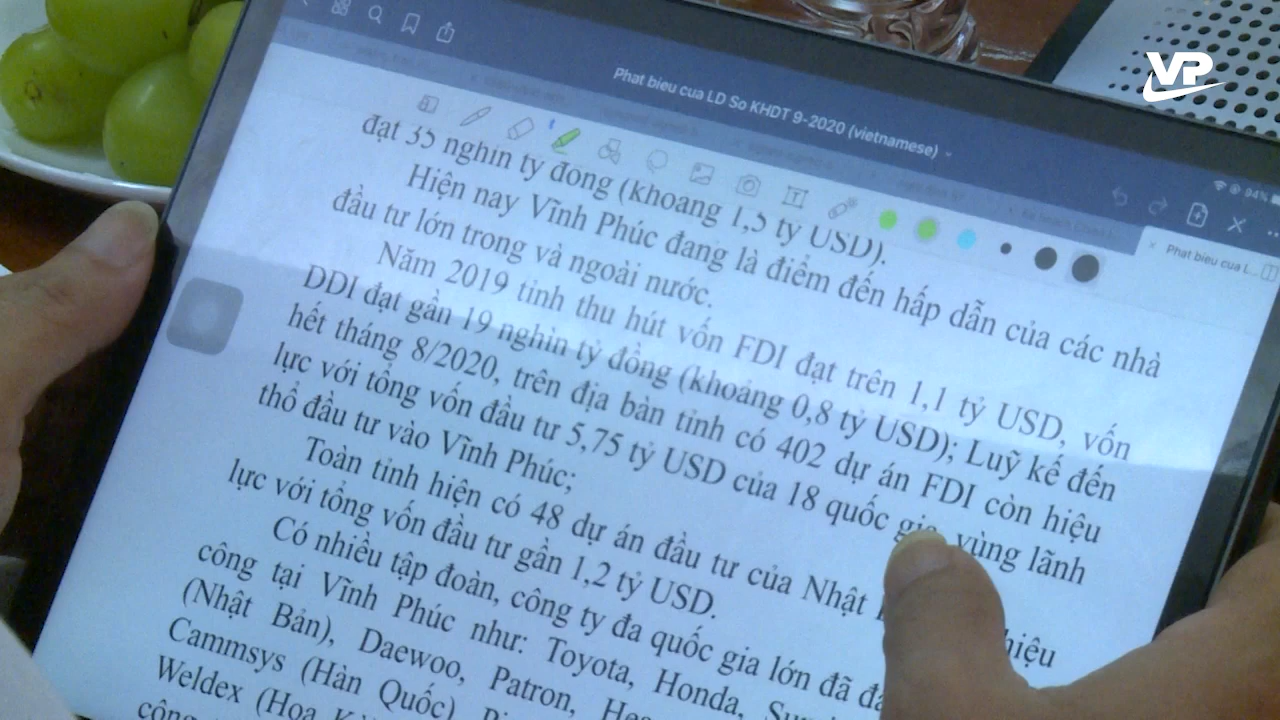 VP
Phat bieu cua LD So KHDT 9-2020 (vietnamese)
94%
Phat bieu cua L...
đạt 35 nghìn tỷ đồng (khoảng 1,5 tỷ USD).
Hiện nay Vĩnh Phúc đang là điểm đến hấp dẫn của các nhà
đầu tư lớn trong và ngoài nước.
Năm 2019 tỉnh thu hút vốn FDI đạt trên 1,1 tỷ USD, vốn
DDI đạt gần 19 nghìn tỷ đồng (khoảng 0,8 tỷ USD); Luỹ kế đến
hết tháng 8/2020, trên địa bàn tỉnh có 402 dự án FDI còn hiệu
lực với tổng vốn đầu tư 5,75 tỷ USD của 18 quốc gia vùng lãnh
thổ đầu tư vào Vĩnh Phúc;
Toàn tỉnh hiện có 48 dự án đầu tư của Nhật hiệu
lực với tổng vốn đầu tư gần 1,2 tỷ USD.
Có nhiều tập đoàn, công ty đa quốc gia lớn đã
công tại Vĩnh Phúc như: Toyota, Honda,
(Nhật Bản), Daewoo, Patron,
Cammsys (Hàn Quốc)
Weldex (Hoa